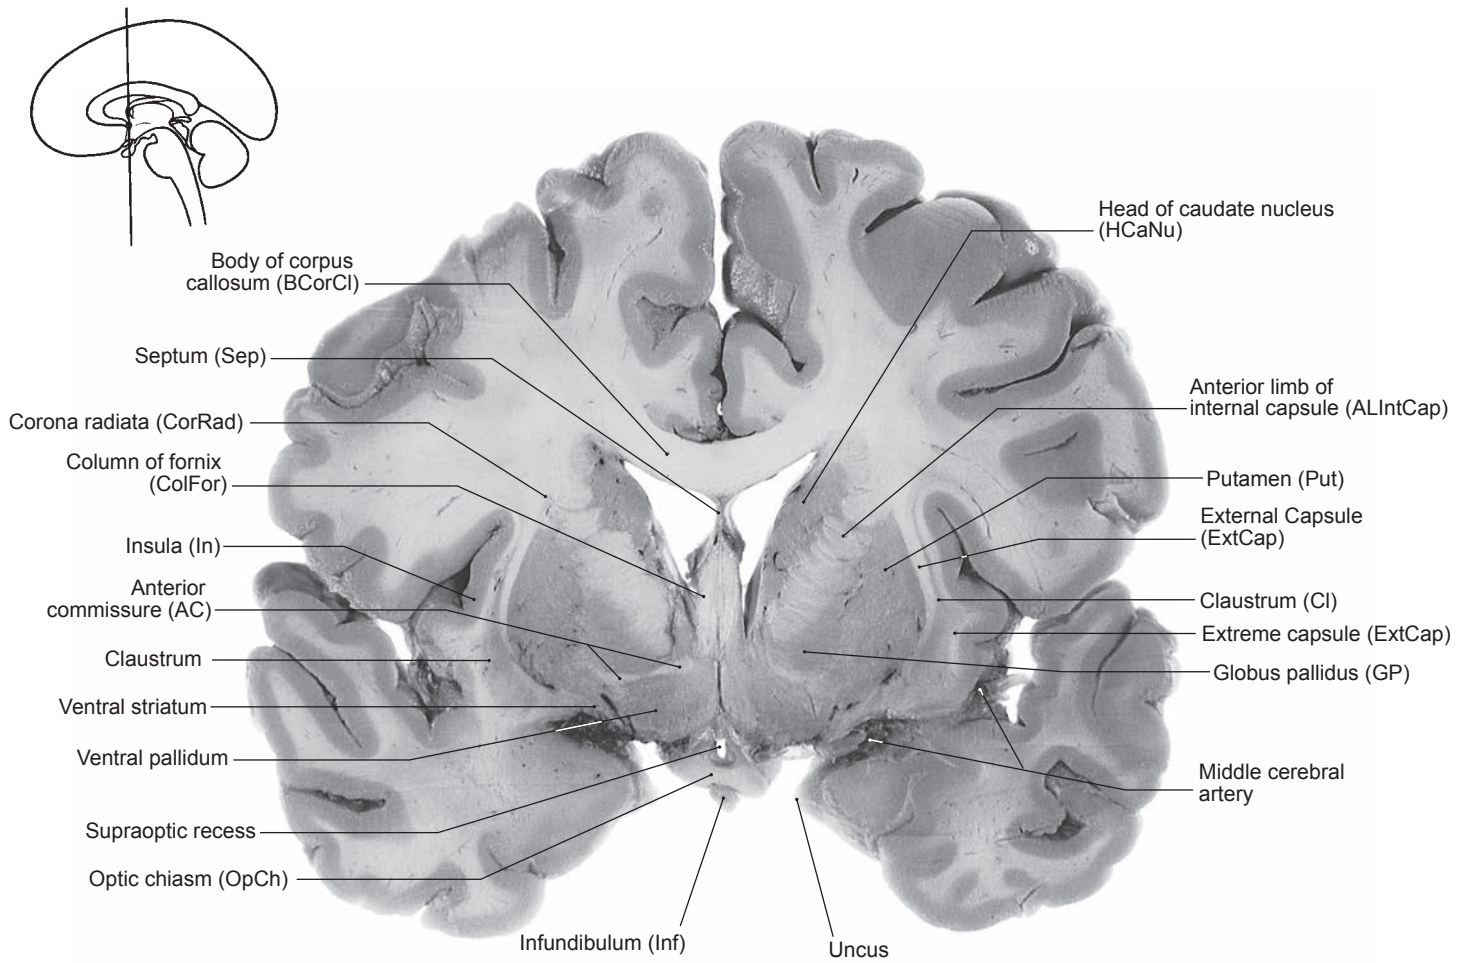 Head of caudate nucleus
(HCaNu)
Body of corpus
callosum (BCorCl)
Septum (Sep)
Anterior limb of
internal capsule (ALIntCap)
Corona radiata (CorRad)
Column of fornix
(ColFor)
Putamen (Put)
External Capsule
(ExtCap)
Insula (In)
Anterior
commissure (AC)
Claustrum (Cl)
Extreme capsule (ExtCap)
Claustrum
Globus pallidus (GP)
Ventral striatum
Ventral pallidum
Middle cerebral
artery
Supraoptic recess
Optic chiasm (OpCh)
Infundibulum (Inf)
Uncus